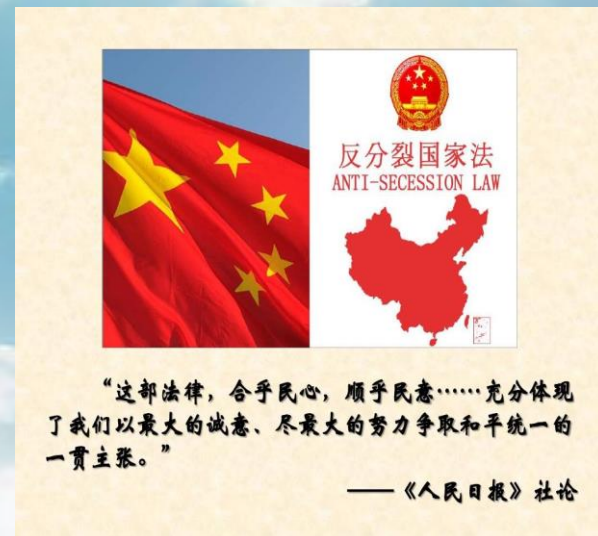 反分裂国家法
ANTI-SECESSION LAW
“这部法律，合乎民心，顺乎民意……充分体现
了我们以最大的诚意、尽最大的努力争取和平统一的
一贯主张。”
——《人民日报》社论